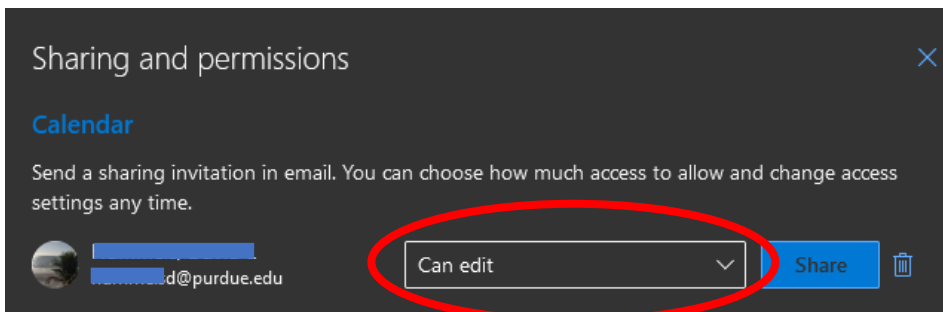 Sharing and permissions
Calendar
Send a sharing invitation in email. You can choose how much access to allow and change access
settings any time.
d@purdue.edu
Can edit
Share